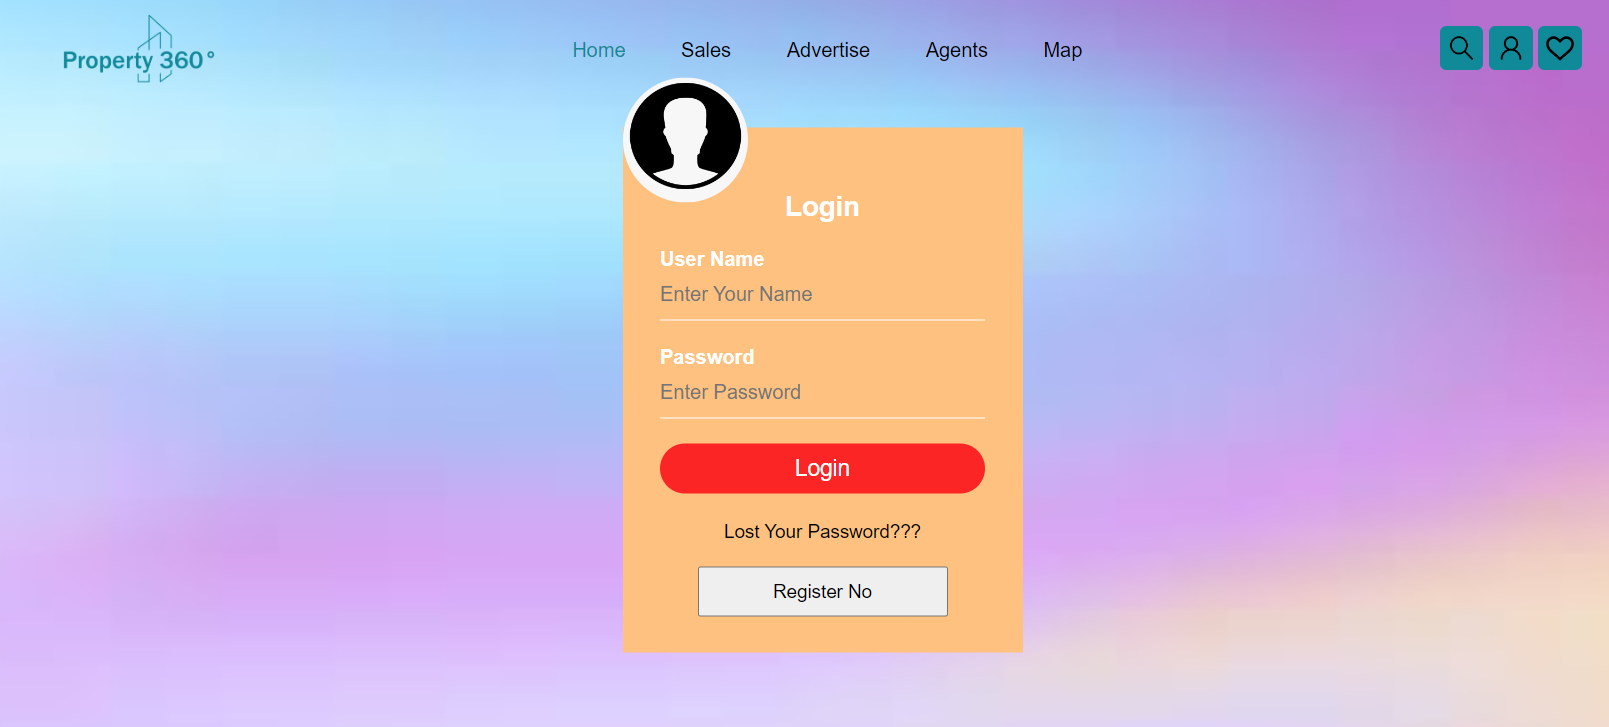 Property 360°
Home Sales Advertise Agents Map
Login
User Name
Enter Your Name
Password
Enter Password
Login
Lost Your Password???
Register No